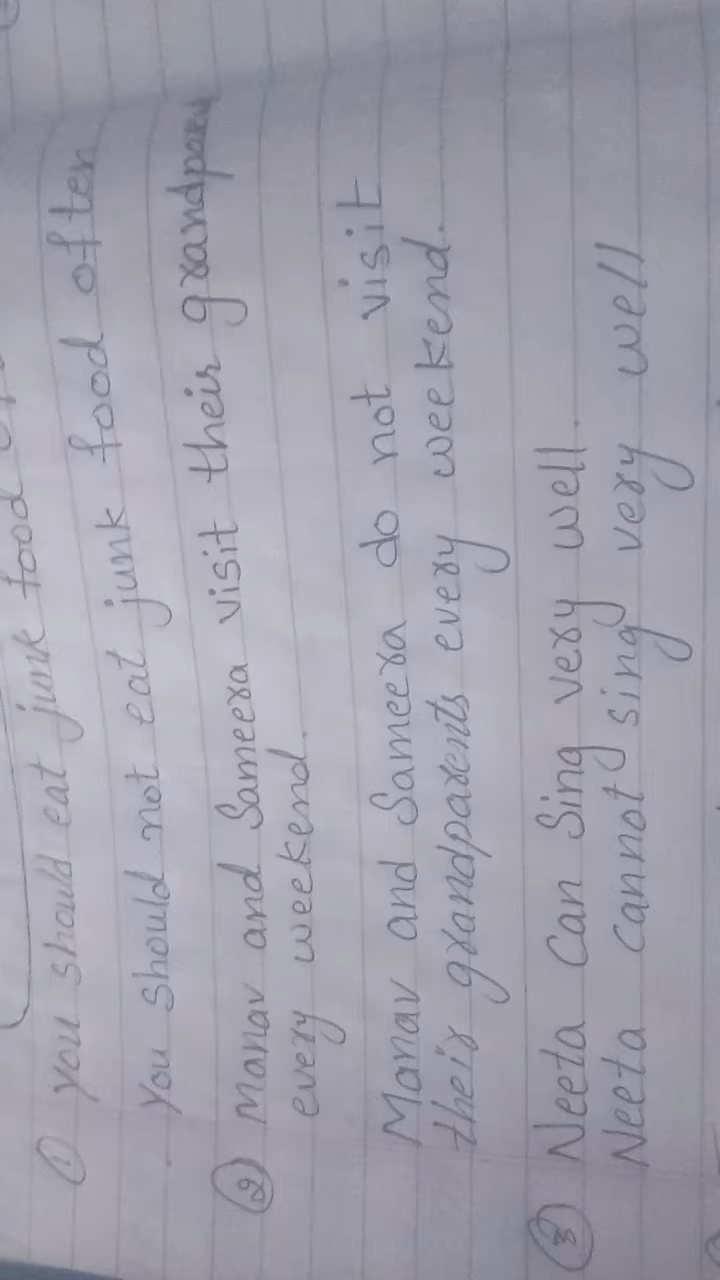 ① you should eat junk food
you should not eat junk food often
② Manav and Sameera visit their
every weekend.
Manav and Sameera do not visit
their grandparents every weekend.
③ Neeta Can Sing very well.
Neeta cannot sing very well